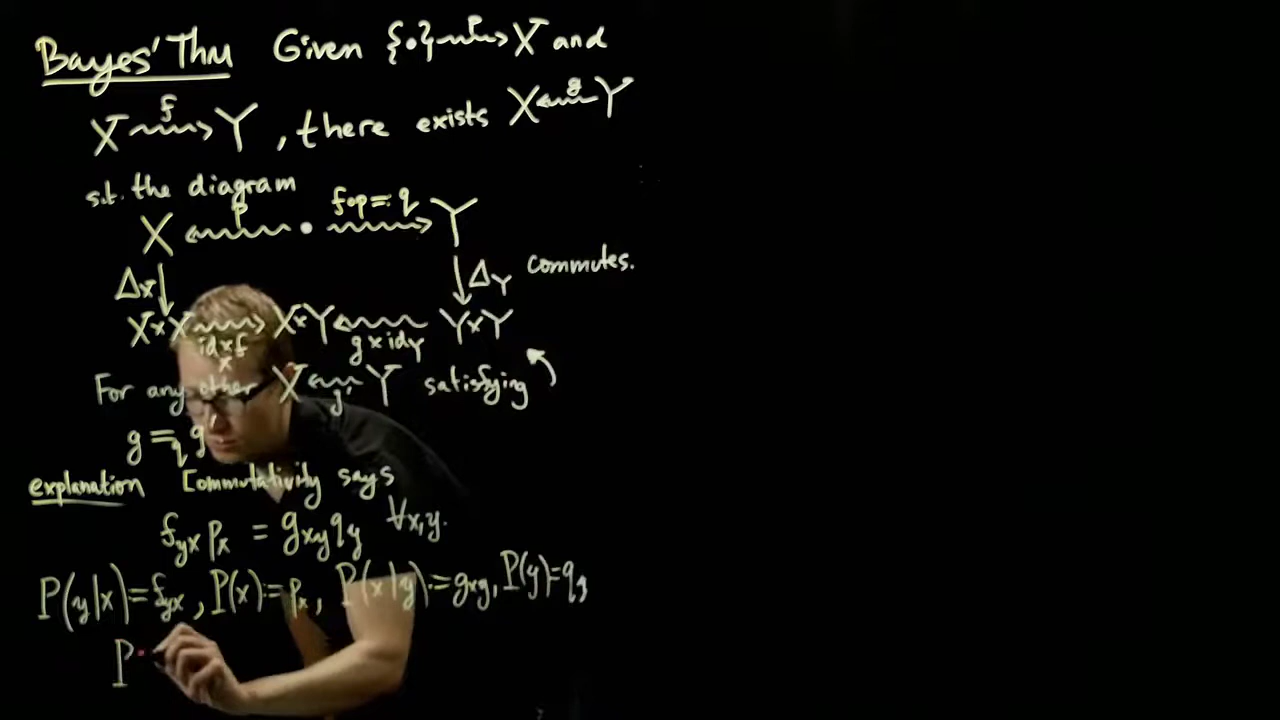 Bayes' Thm Given {•} p⇝ X and
X f⇝ Y, there exists X ⇜g Y
s.t. the diagram
X ⇜p • f∘p=:q⇝ Y
Δ_X ↓ ↓ Δ_Y commutes.
X×X ⇝ X×Y ⇜ Y×Y
id_X×f g×id_Y
For any other X ⇜g' Y satisfying
g =_q g
explanation Commutativity says
f_yx p_x = g_xy q_y ∀x,y.
P(y|x):=f_yx, P(x):=p_x, P(x|y):=g_xy, P(y):=q_y
P